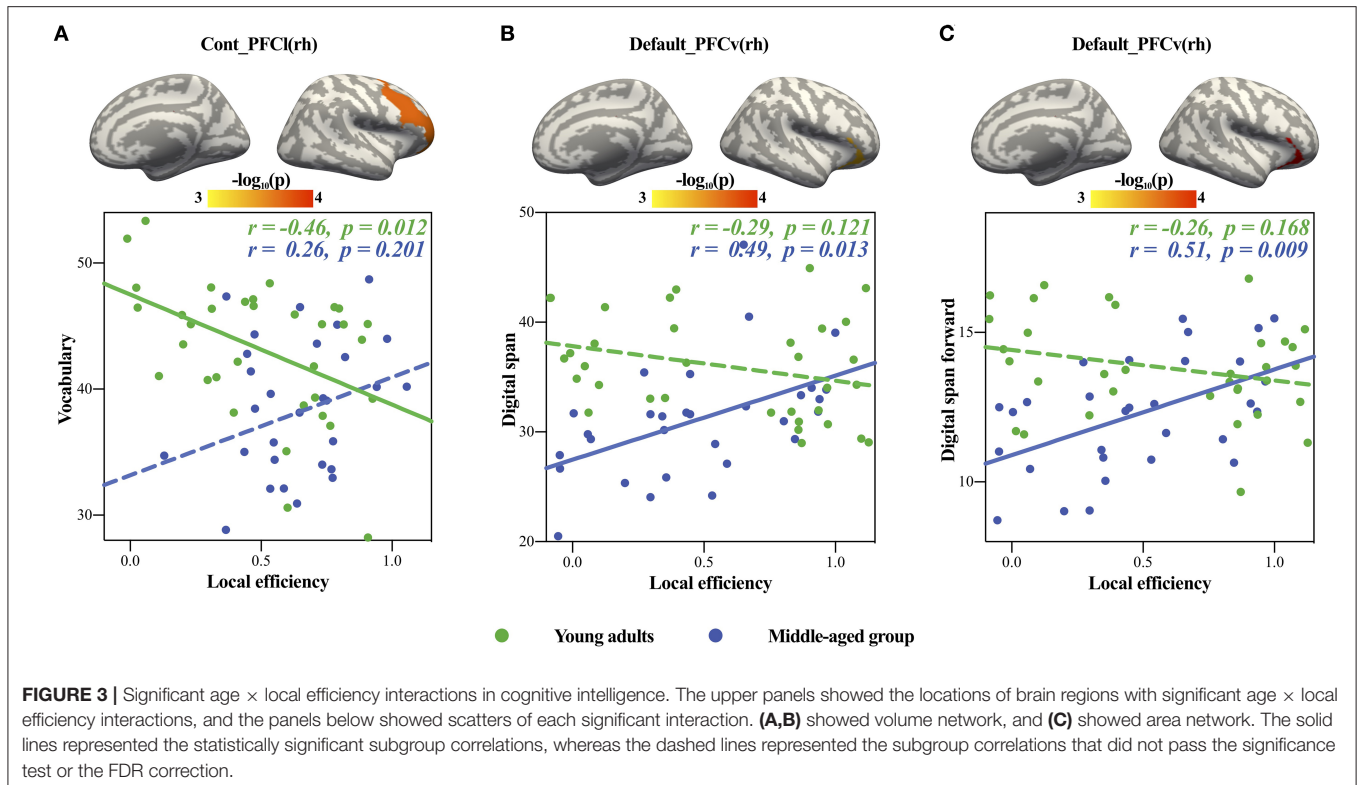 A
Cont_PFCl(rh)
-log₁₀(p)
3
4
r = -0.46, p = 0.012
r = 0.26, p = 0.201
50
40
30
Vocabulary
0.0
0.5
1.0
Local efficiency
B
Default_PFCv(rh)
-log₁₀(p)
3
4
r = -0.29, p = 0.121
r = 0.49, p = 0.013
50
40
30
20
Digital span
0.0
0.5
1.0
Local efficiency
C
Default_PFCv(rh)
-log₁₀(p)
3
4
r = -0.26, p = 0.168
r = 0.51, p = 0.009
15
10
Digital span forward
0.0
0.5
1.0
Local efficiency
Young adults
Middle-aged group
FIGURE 3 | Significant age × local efficiency interactions in cognitive intelligence. The upper panels showed the locations of brain regions with significant age × local
efficiency interactions, and the panels below showed scatters of each significant interaction. (A,B) showed volume network, and (C) showed area network. The solid
lines represented the statistically significant subgroup correlations, whereas the dashed lines represented the subgroup correlations that did not pass the significance
test or the FDR correction.